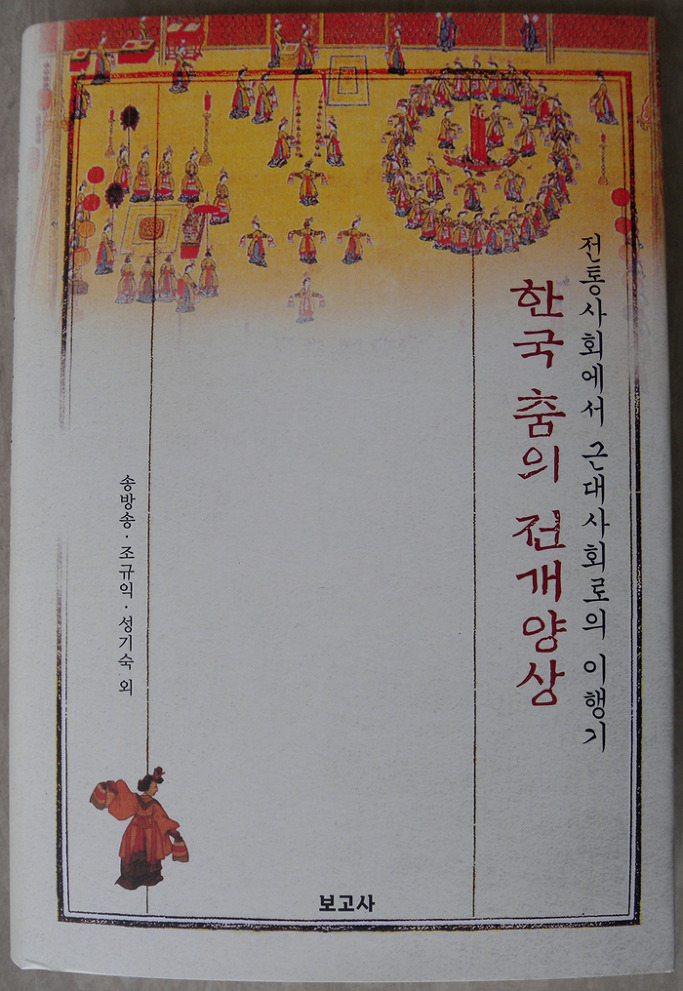 전통사회에서 근대사회로의 이행기
한국 춤의 전개양상
송방송 · 조규익 · 성기숙 외
보고사